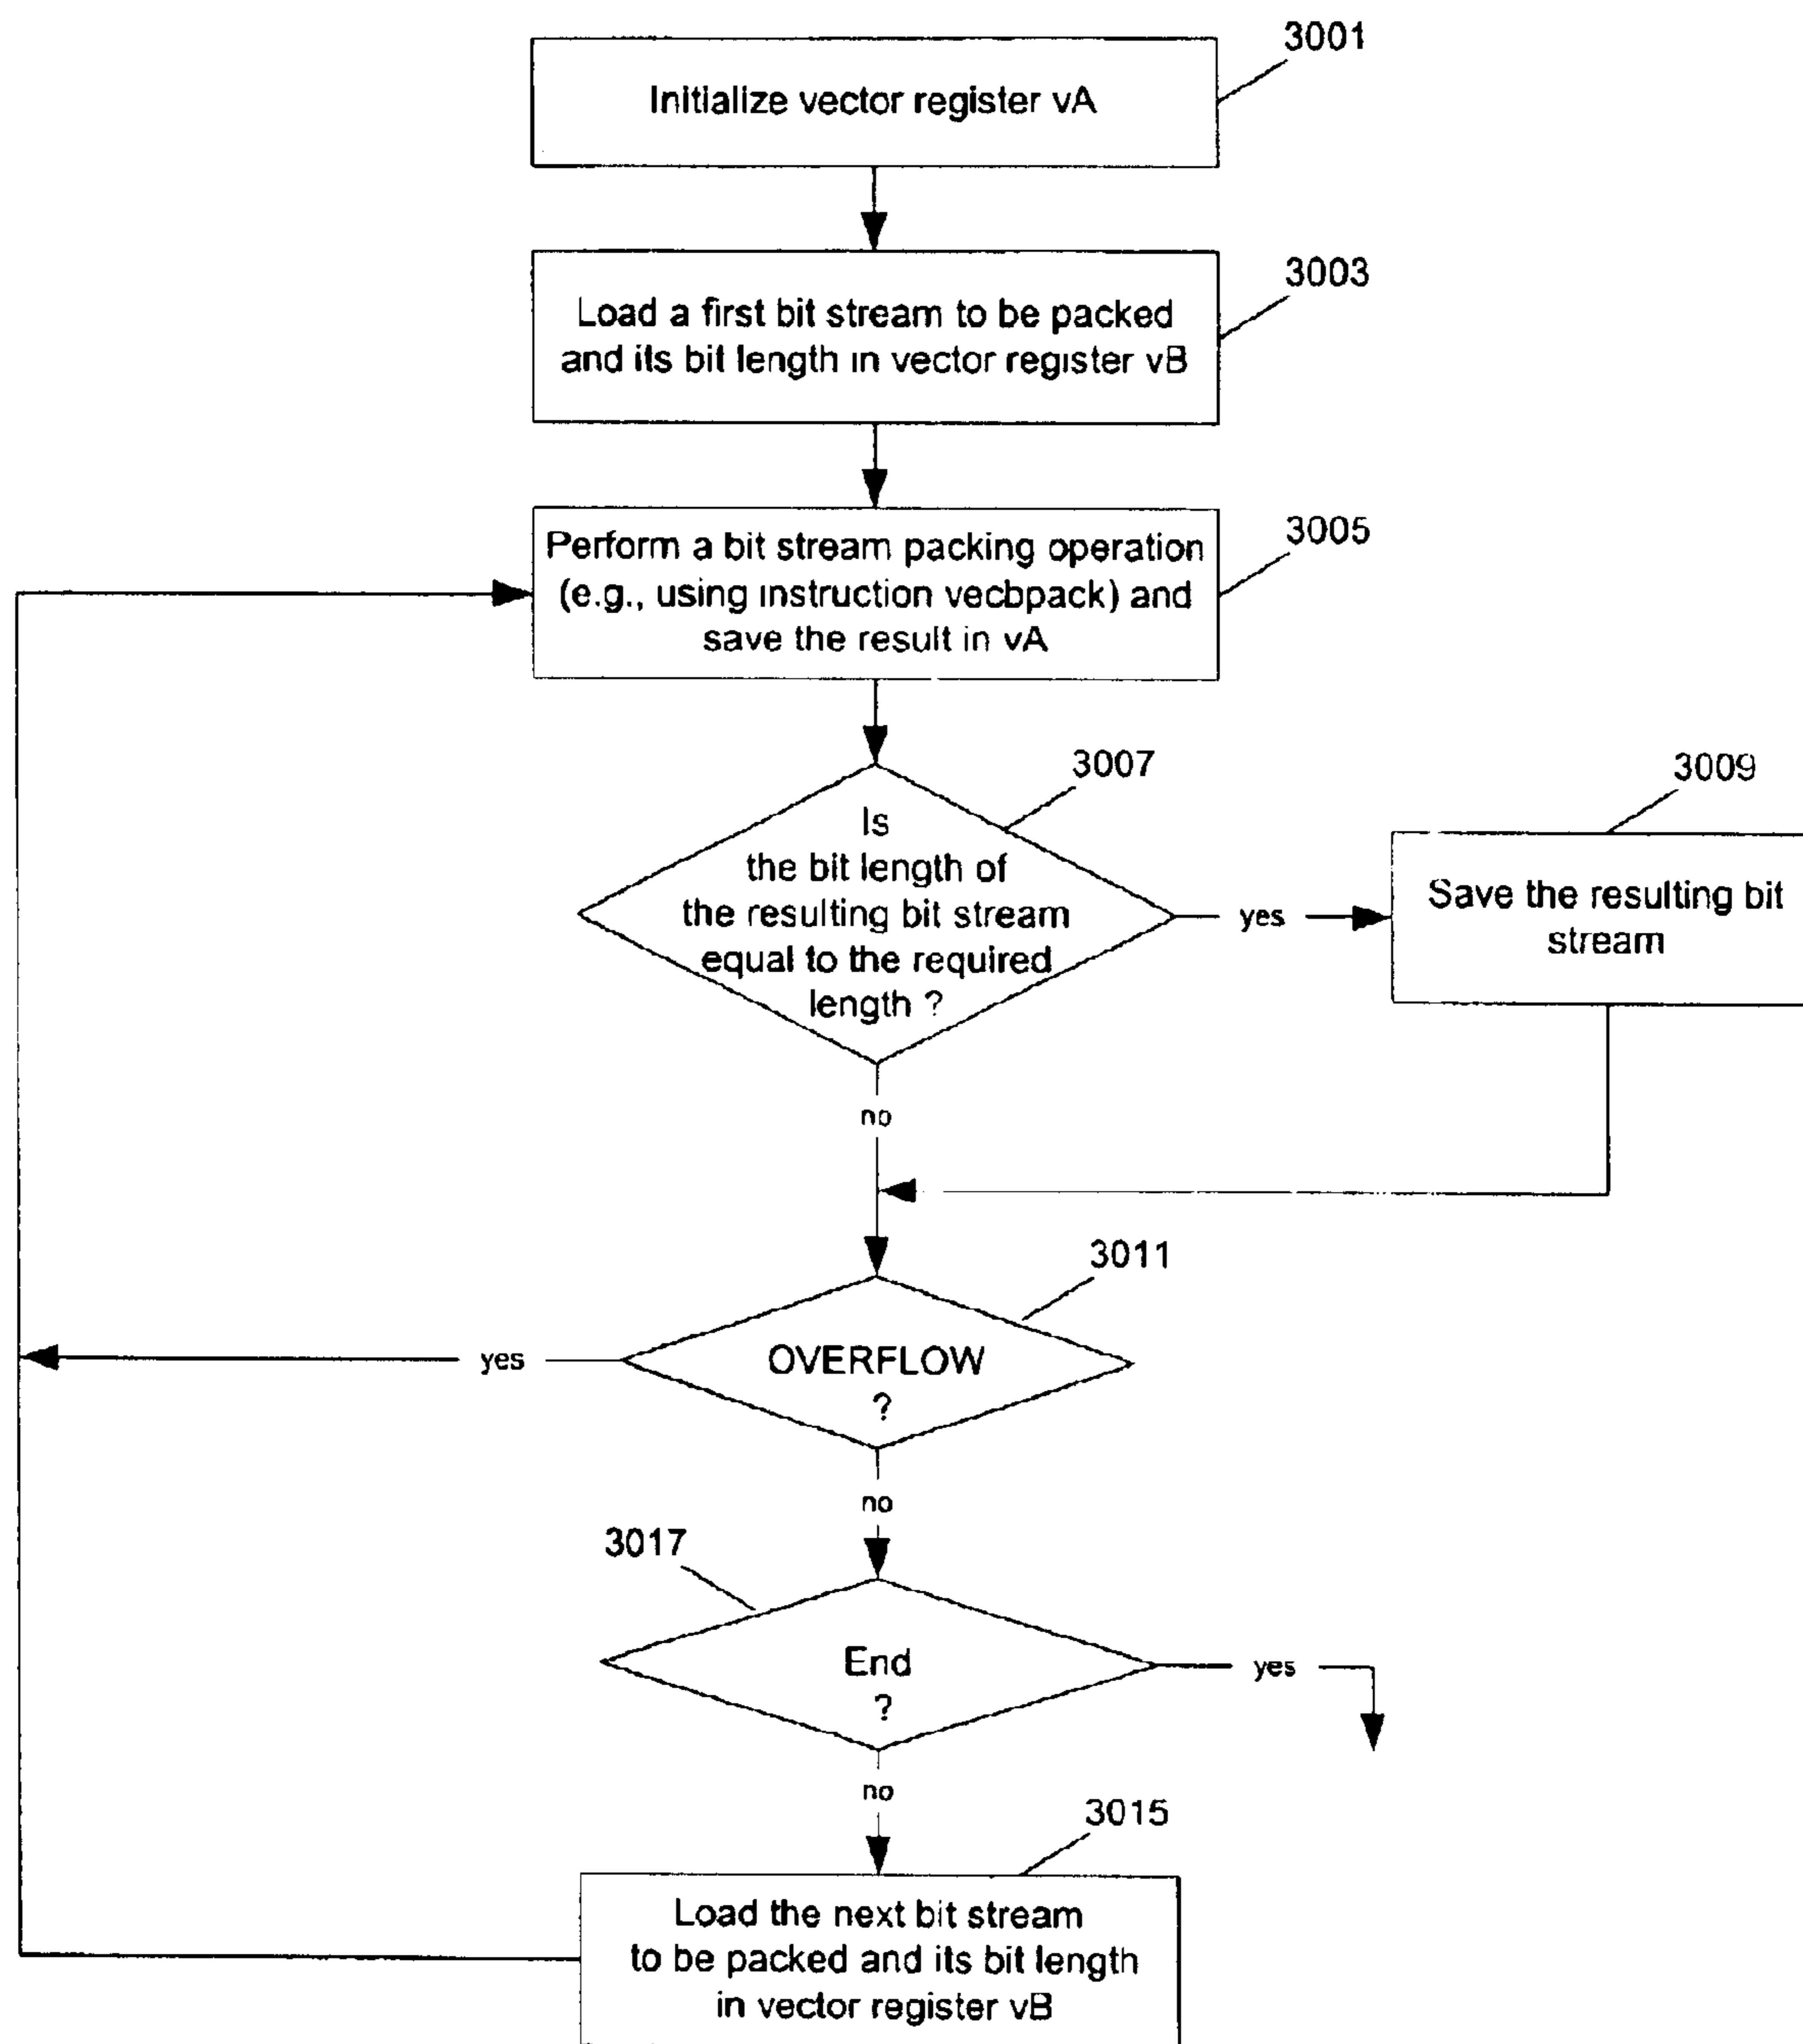 3001
Initialize vector register vA
3003
Load a first bit stream to be packed
and its bit length in vector register vB
3005
Perform a bit stream packing operation
(e.g., using instruction vecbpack) and
save the result in vA
3007
Is
the bit length of
the resulting bit stream
equal to the required
length ?
yes
3009
Save the resulting bit
stream
no
3011
OVERFLOW
?
yes
no
3017
End
?
yes
no
3015
Load the next bit stream
to be packed and its bit length
in vector register vB